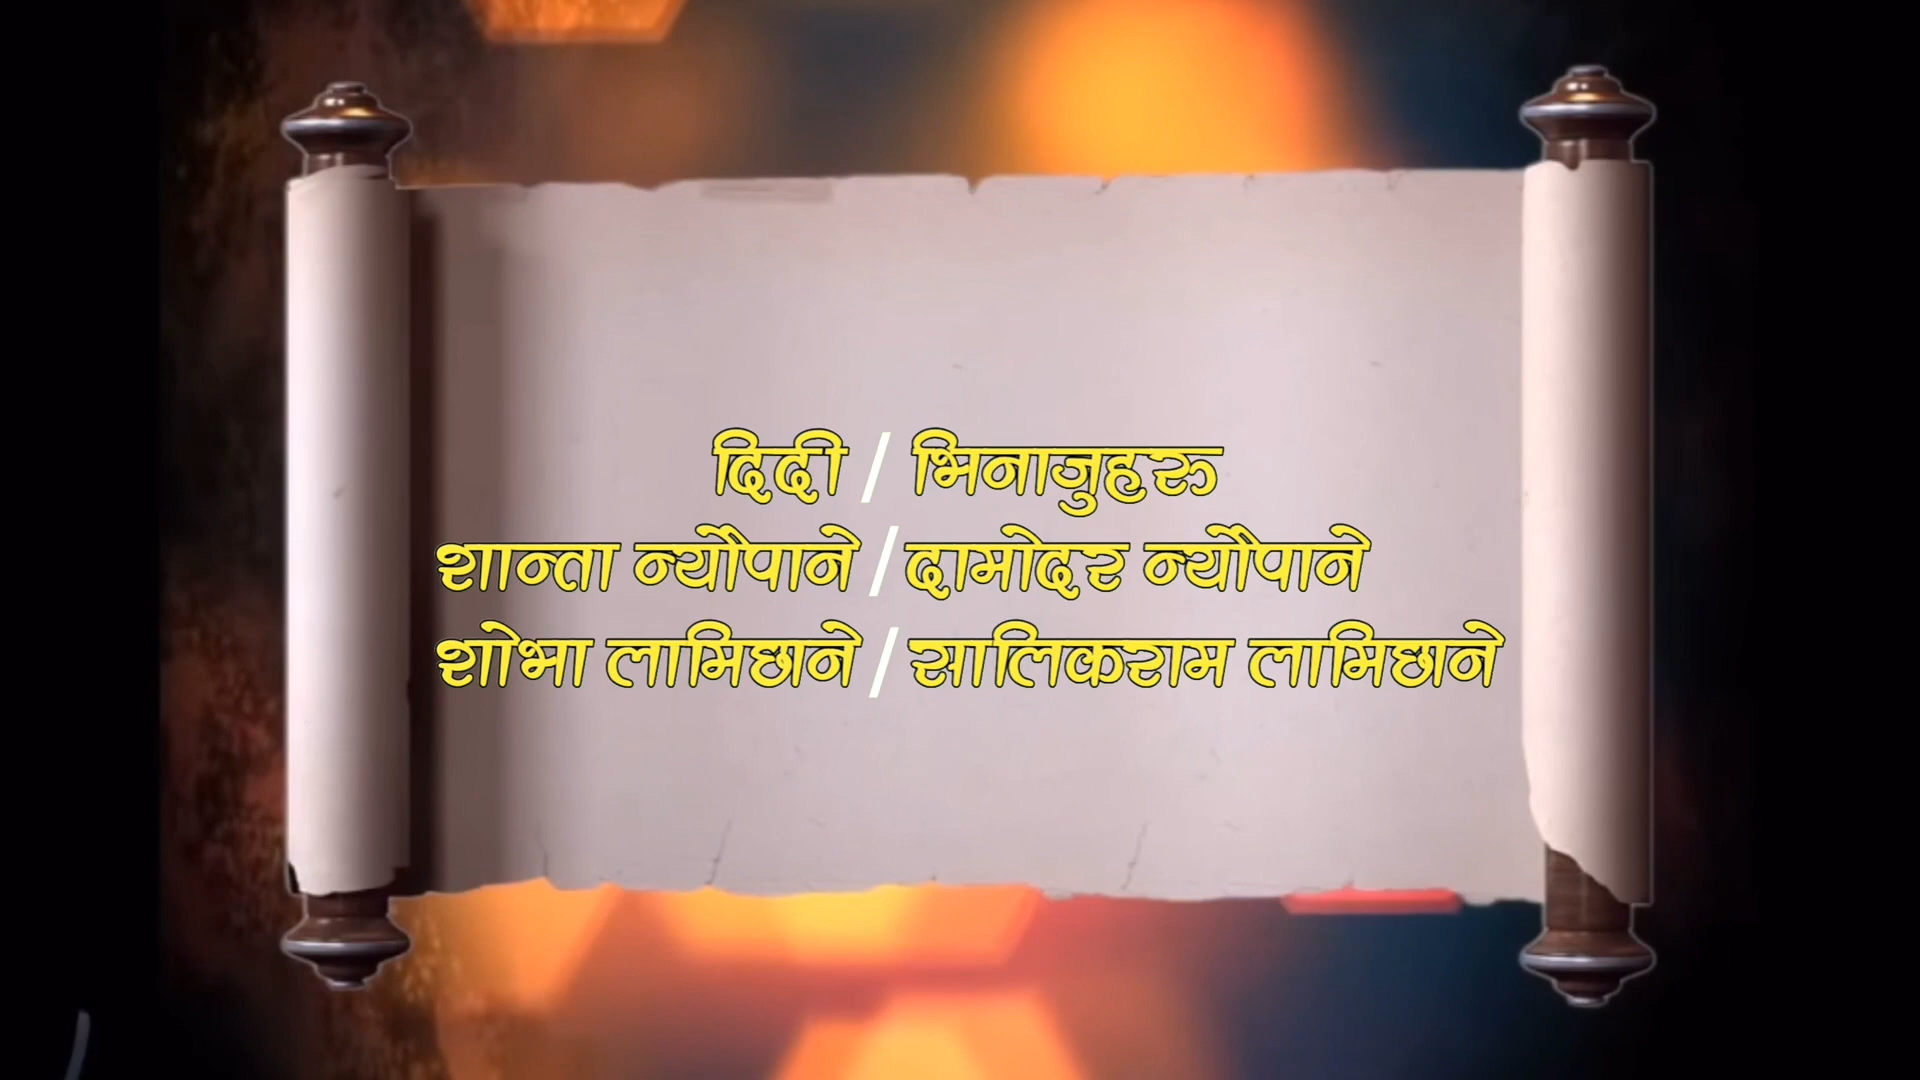 दिदी / भिनाजुहरू
शान्ता न्यौपाने / दामोदर न्यौपाने
शोभा लामिछाने / सालिकराम लामिछाने